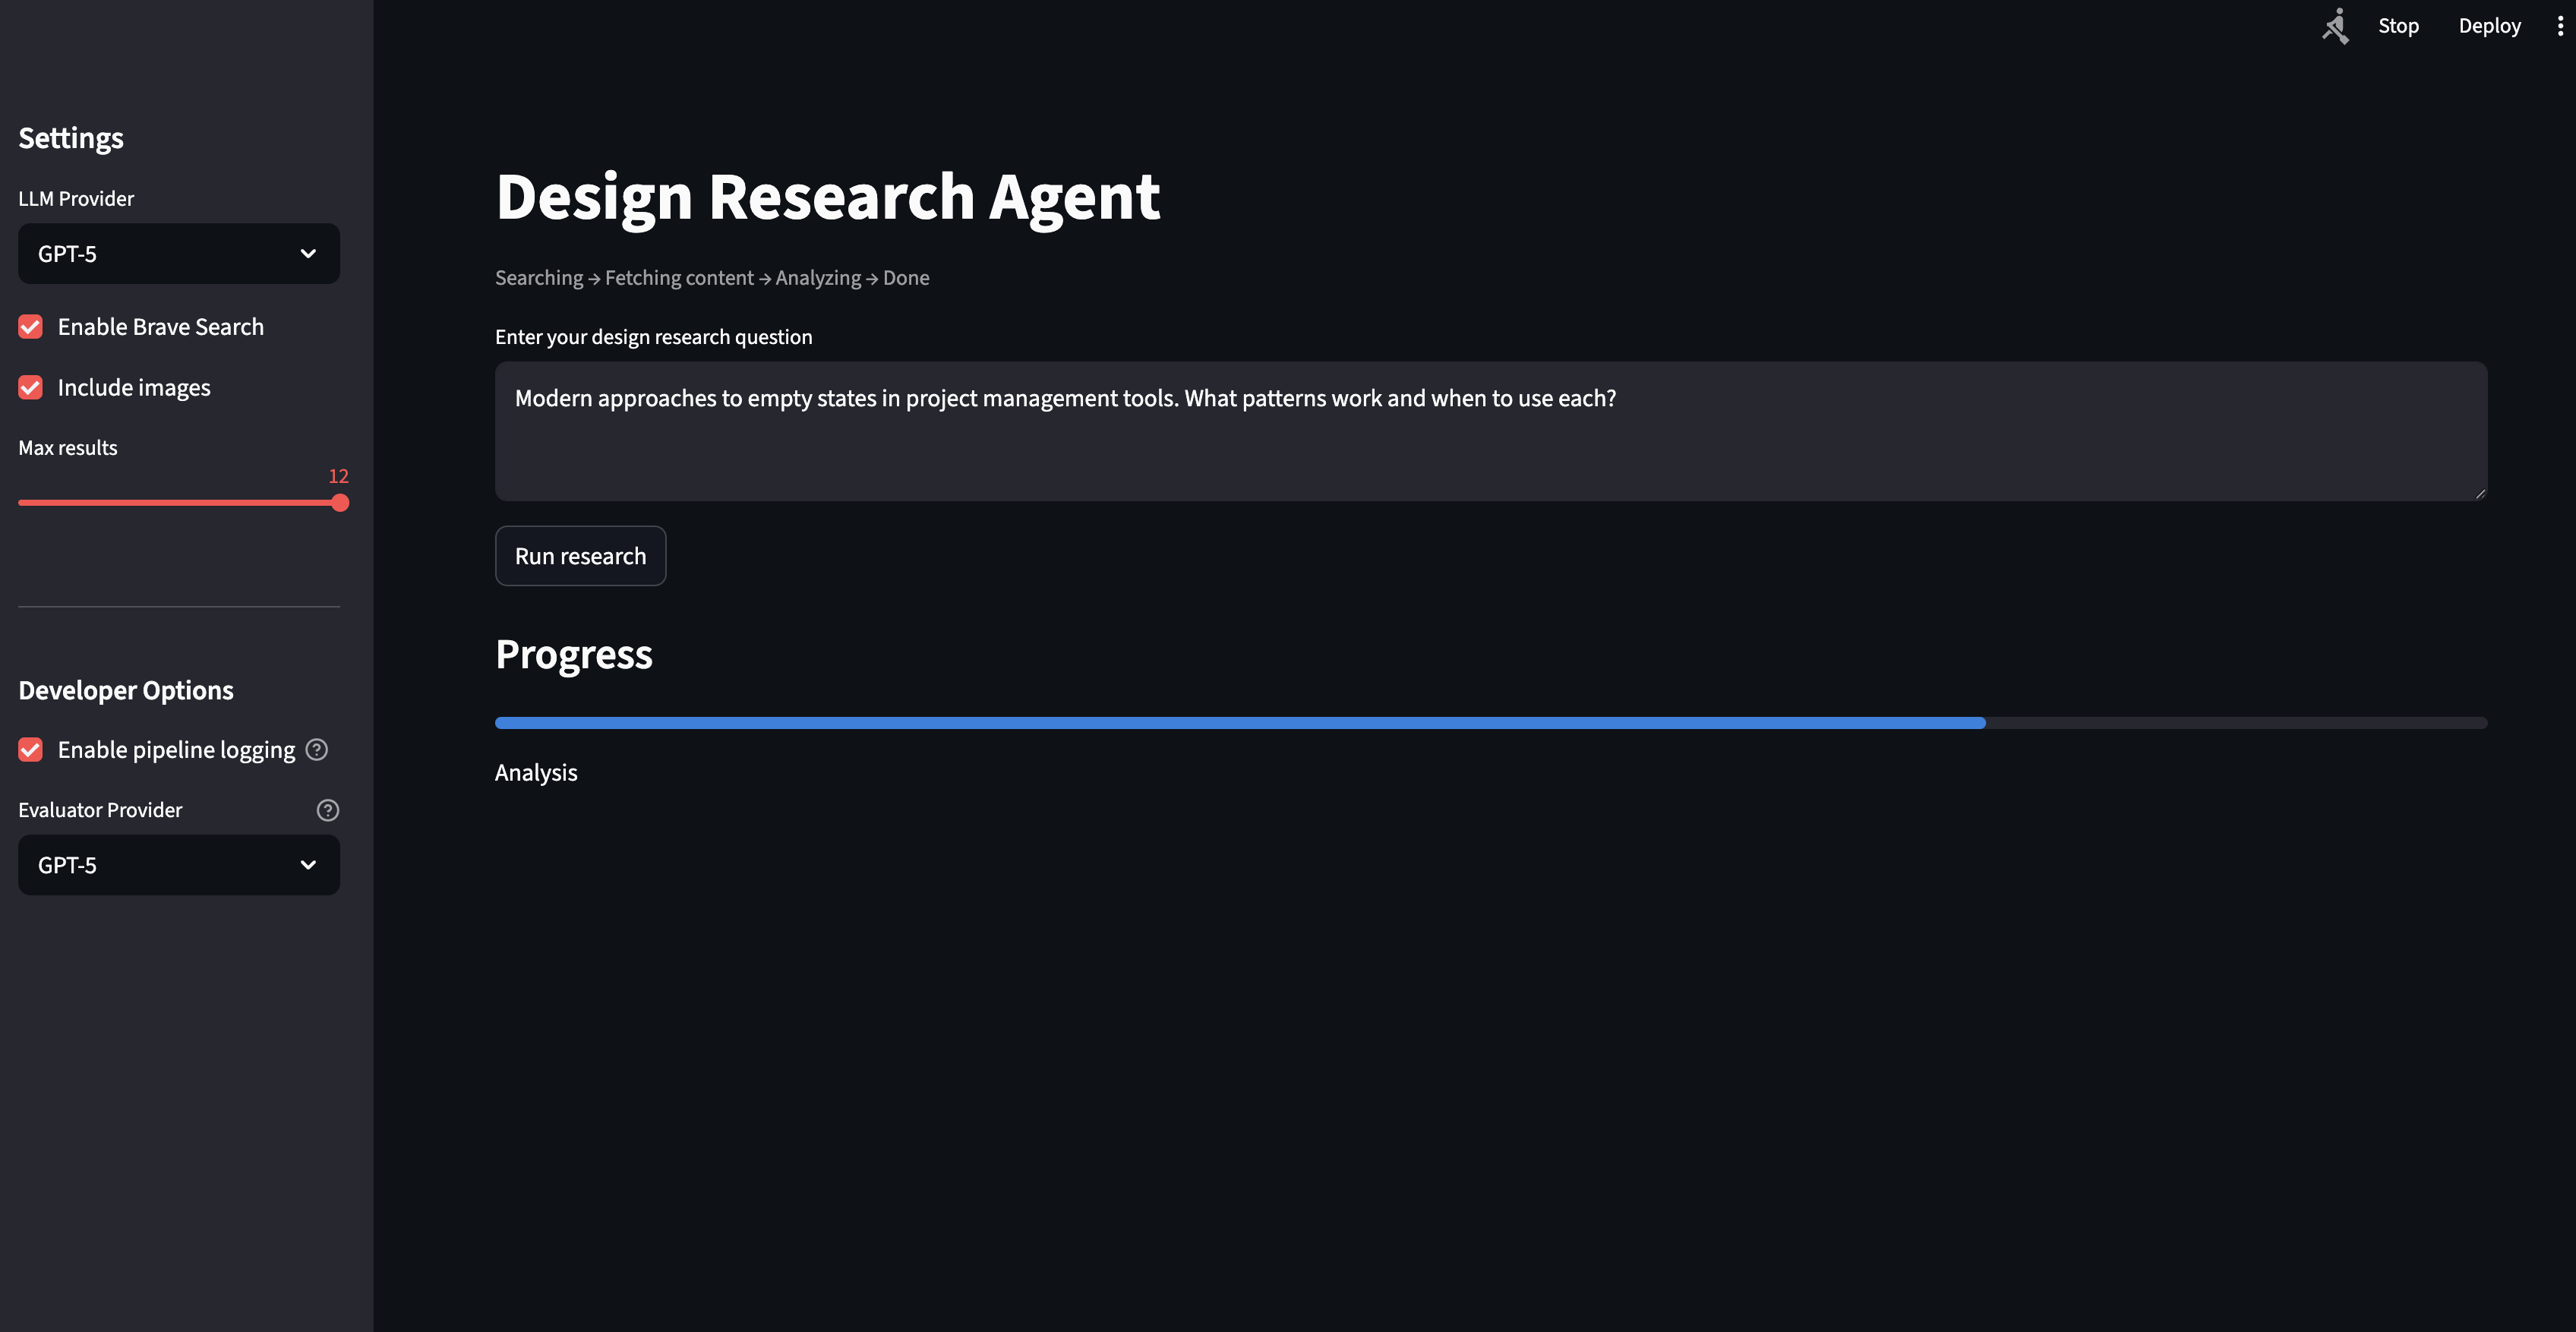 Stop
Deploy
Settings
LLM Provider
GPT-5
Enable Brave Search
Include images
Max results
12
Developer Options
Enable pipeline logging
Evaluator Provider
GPT-5
Design Research Agent
Searching → Fetching content → Analyzing → Done
Enter your design research question
Modern approaches to empty states in project management tools. What patterns work and when to use each?
Run research
Progress
Analysis